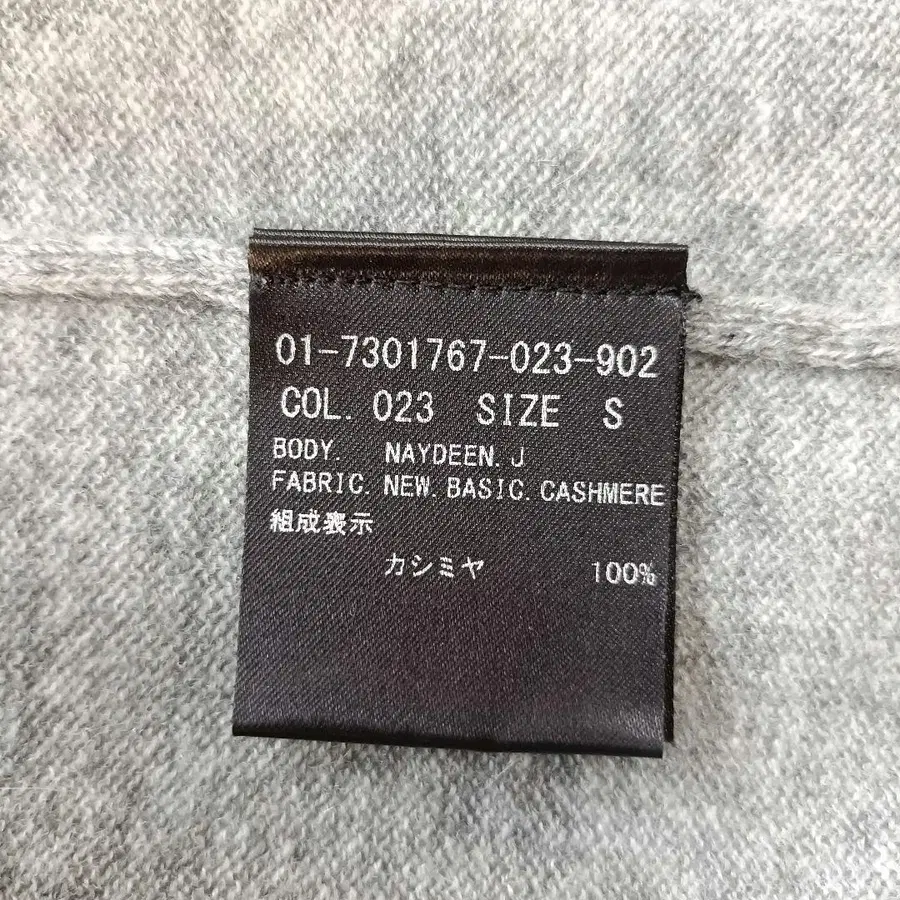 01-7301767-023-902
COL. 023 SIZE S
BODY. NAYDEEN.J
FABRIC. NEW. BASIC. CASHMERE
組成表示
カシミヤ 100%